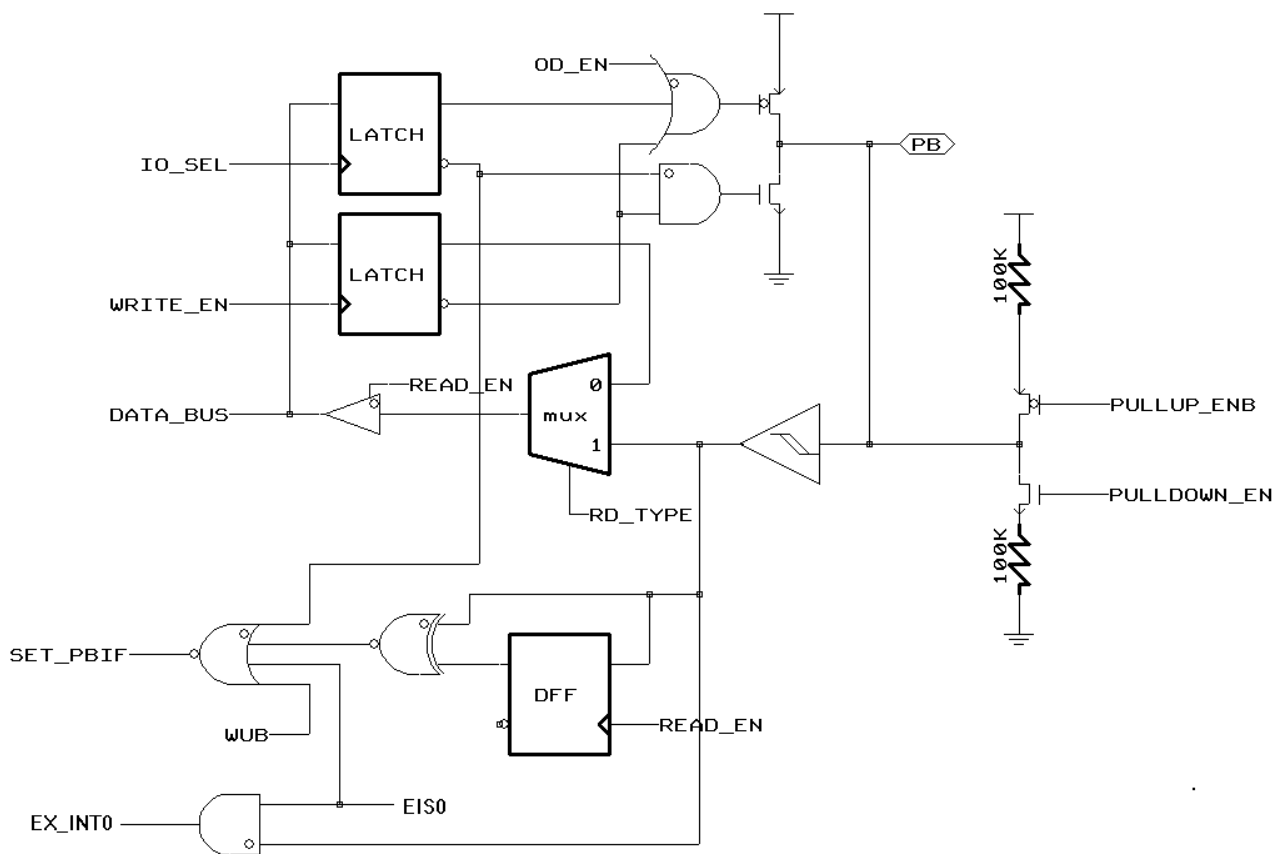 OD_EN
LATCH
PB
IO_SEL
LATCH
100K
WRITE_EN
READ_EN
0
PULLUP_ENB
DATA_BUS
mux
1
PULLDOWN_EN
RD_TYPE
100K
SET_PBIF
DFF
READ_EN
WUB
EIS0
EX_INT0